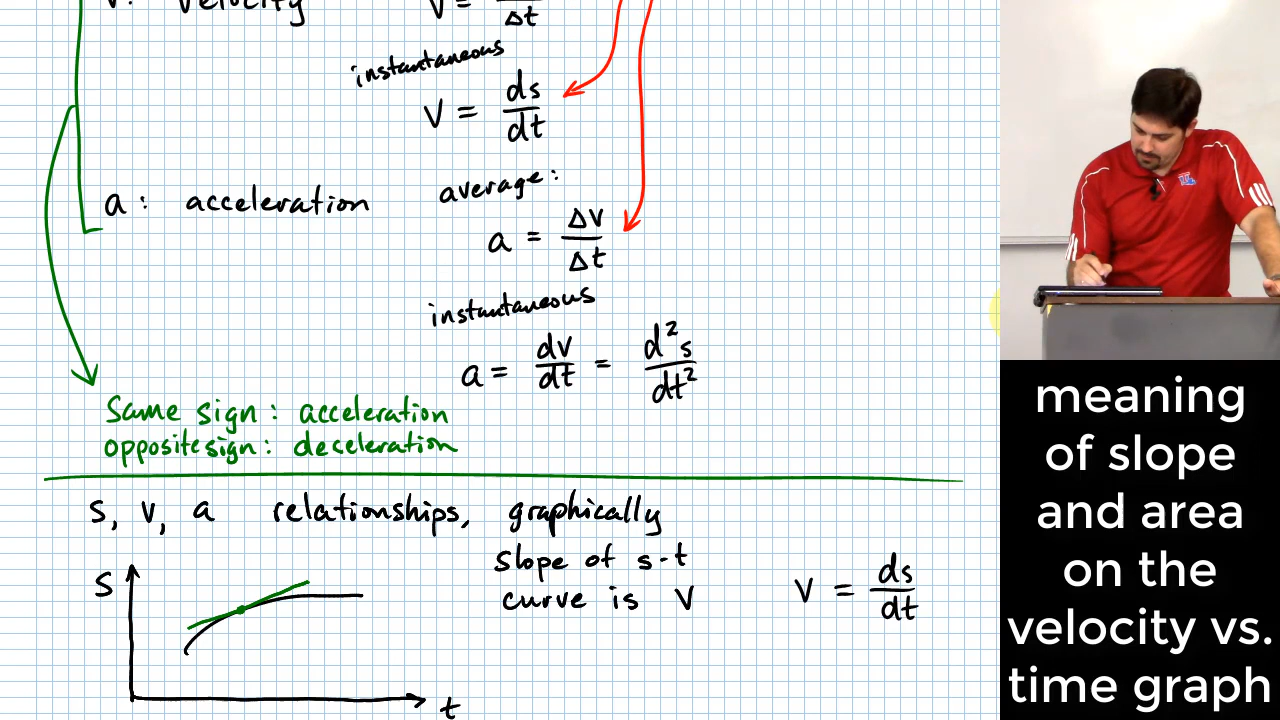 v: velocity
v = Δt
instantaneous
v = ds/dt
a: acceleration
average:
a = Δv/Δt
instantaneous
a = dv/dt = d²s/dt²
Same sign: acceleration
opposite sign: deceleration
s, v, a relationships, graphically
Slope of s-t
curve is v
v = ds/dt
S
t
meaning
of slope
and area
on the
velocity vs.
time graph